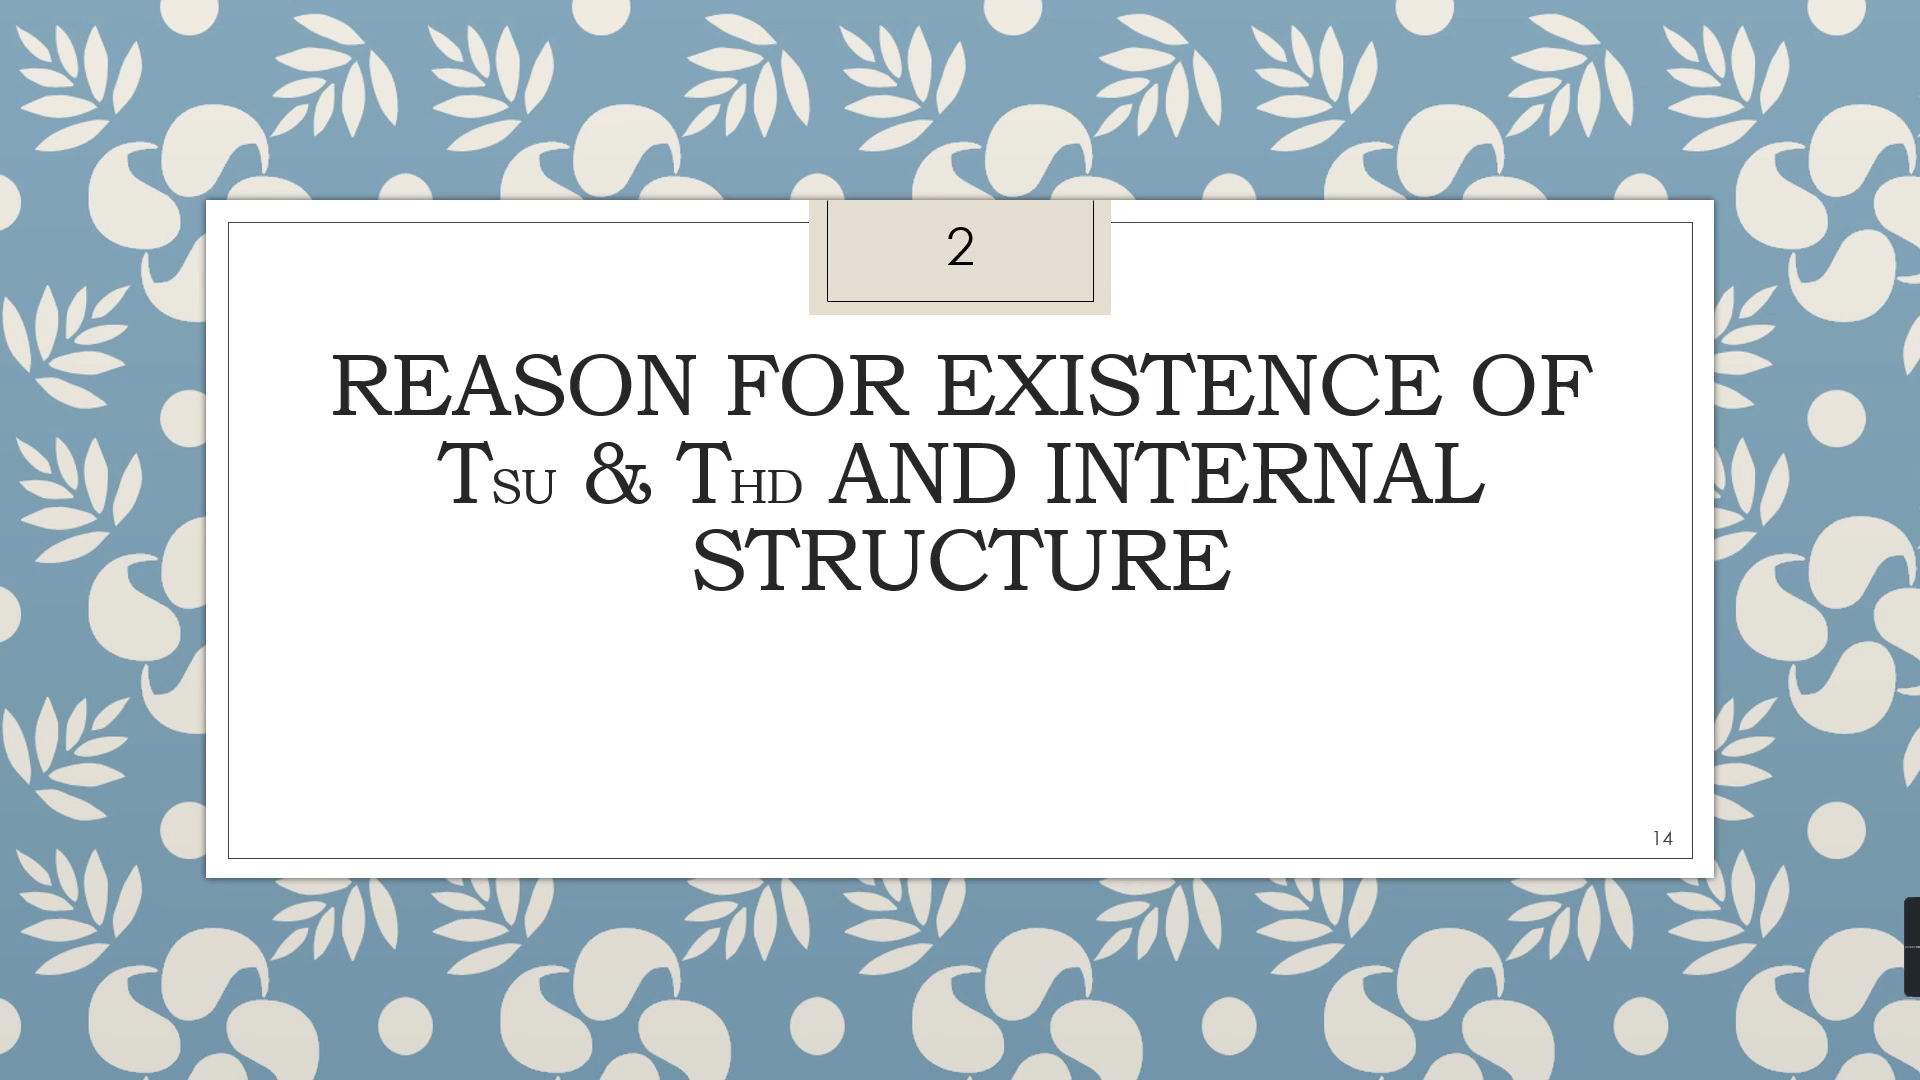 2
REASON FOR EXISTENCE OF
TSU & THD AND INTERNAL
STRUCTURE
14